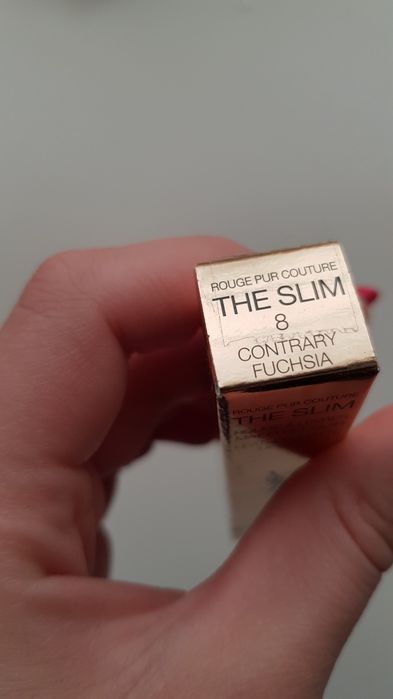 ROUGE PUR COUTURE
THE SLIM
8
CONTRARY
FUCHSIA
ROUGE PUR COUTURE
THE SLIM